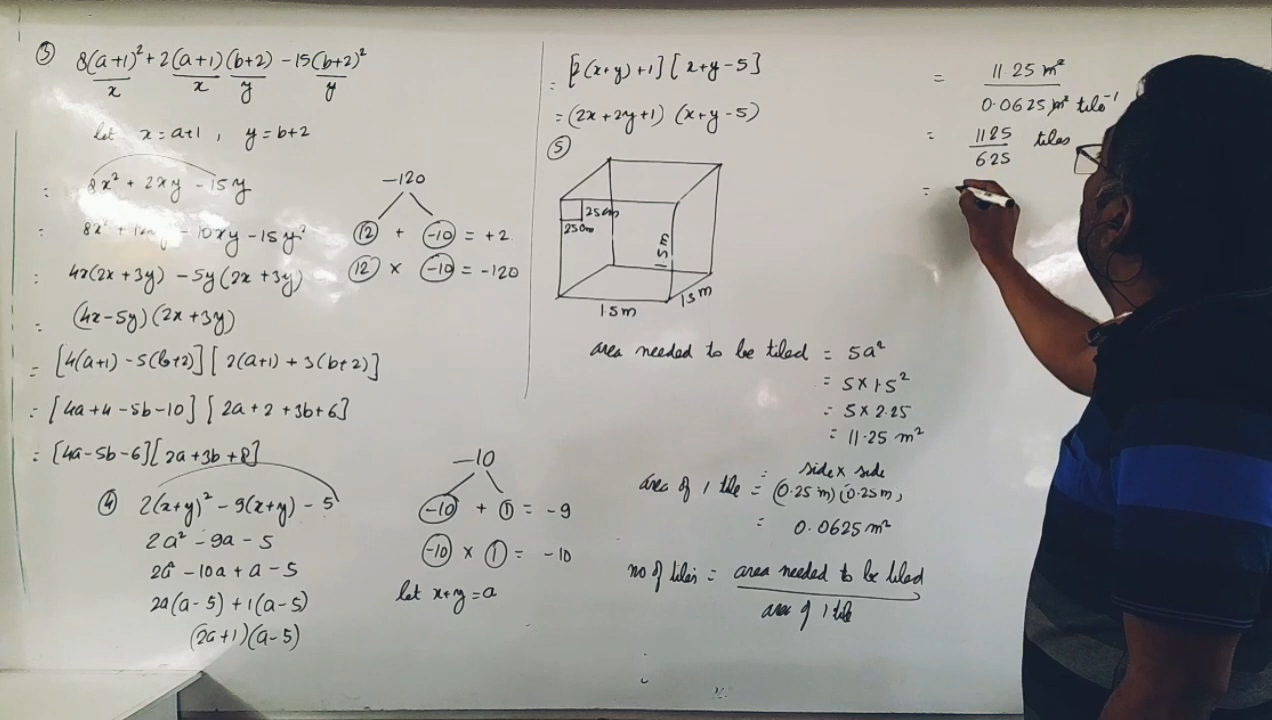 ③ 8(a+1)² + 2(a+1)(b+2) - 15(b+2)²
x x y y
let x = a+1 , y = b+2
: 8x² + 2xy - 15y
: 8x² + - 10xy - 15y²
: 4x(2x + 3y) - 5y(2x + 3y)
= (4x-5y)(2x+3y)
= [4(a+1) - 5(b+2)][2(a+1) + 3(b+2)]
= [4a+4-5b-10][2a+2+3b+6]
= [4a-5b-6][2a+3b+8]
-120
⑫ + (-10) = +2
⑫ × (-10) = -120
④ 2(x+y)² - 9(x+y) - 5
2a² - 9a - 5
2a² - 10a + a - 5
2a(a-5) + 1(a-5)
(2a+1)(a-5)
-10
(-10) + ① = -9
(-10) × ① = -10
let x+y = a
= [2(x+y)+1][x+y-5]
= (2x+2y+1) (x+y-5)
⑤
25cm
25cm
1.5m
1.5m
1.5m
area needed to be tiled = 5a²
= 5 × 1.5²
= 5 × 2.25
= 11.25 m²
area of 1 tile = side × side
= (0.25 m)(0.25m)
= 0.0625 m²
no of tiles = area needed to be tiled
area of 1 tile
= 11.25 m²
0.0625 m² tile⁻¹
= 1125 tiles
625
=